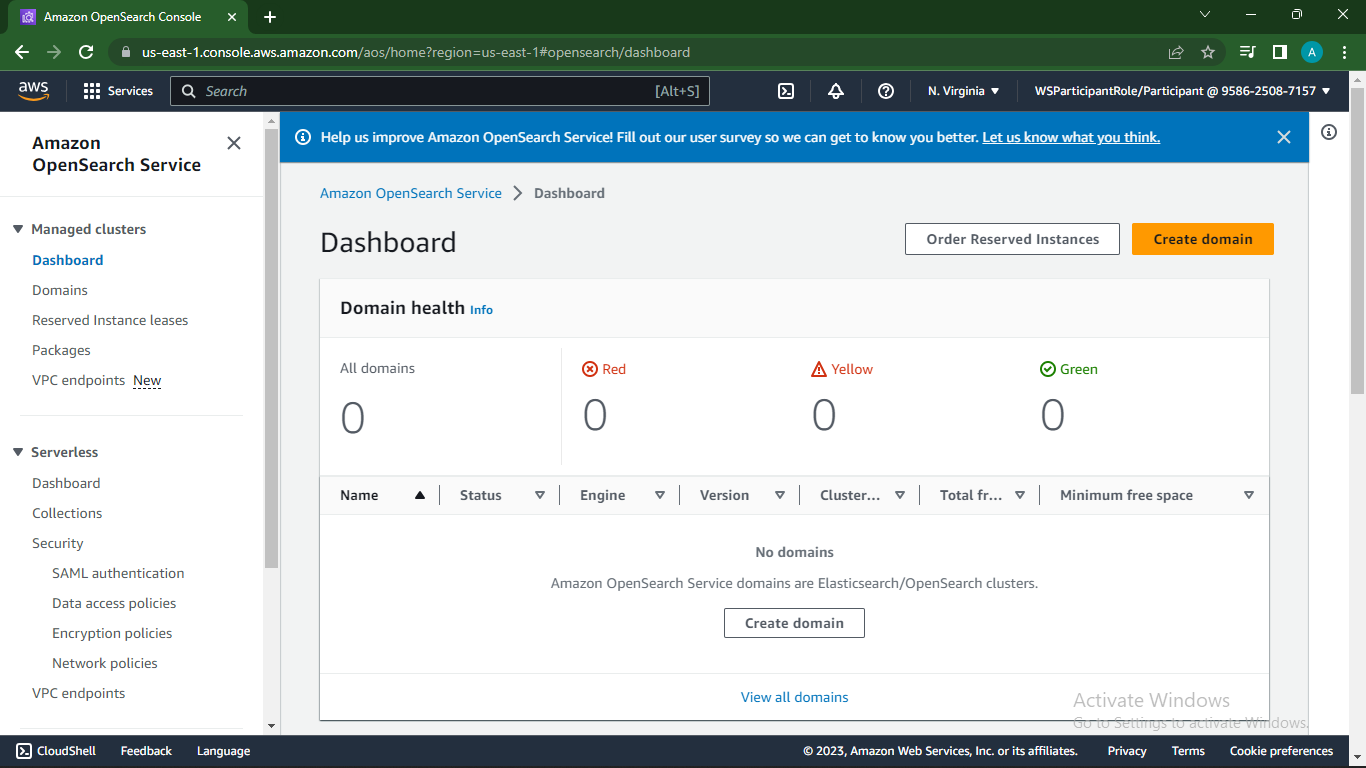 Amazon OpenSearch Console
us-east-1.console.aws.amazon.com/aos/home?region=us-east-1#opensearch/dashboard
A
aws
Services
Search
[Alt+S]
N. Virginia
WSParticipantRole/Participant @ 9586-2508-7157
Amazon
OpenSearch Service
Managed clusters
Dashboard
Domains
Reserved Instance leases
Packages
VPC endpoints New
Serverless
Dashboard
Collections
Security
SAML authentication
Data access policies
Encryption policies
Network policies
VPC endpoints
Help us improve Amazon OpenSearch Service! Fill out our user survey so we can get to know you better. Let us know what you think.
Amazon OpenSearch Service > Dashboard
Dashboard
Order Reserved Instances
Create domain
Domain health Info
All domains
0
Red
0
Yellow
0
Green
0
Name
Status
Engine
Version
Cluster...
Total fr...
Minimum free space
No domains
Amazon OpenSearch Service domains are Elasticsearch/OpenSearch clusters.
Create domain
View all domains
Activate Windows
Go to Settings to activate Windows.
CloudShell
Feedback
Language
© 2023, Amazon Web Services, Inc. or its affiliates.
Privacy
Terms
Cookie preferences